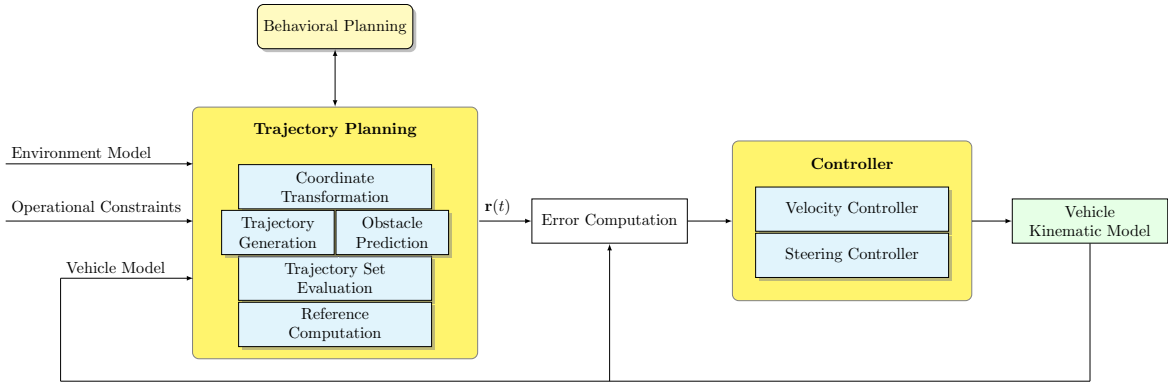 Behavioral Planning
Trajectory Planning
Environment Model
Operational Constraints
Vehicle Model
Coordinate
Transformation
Trajectory
Generation
Obstacle
Prediction
Trajectory Set
Evaluation
Reference
Computation
r(t)
Error Computation
Controller
Velocity Controller
Steering Controller
Vehicle
Kinematic Model